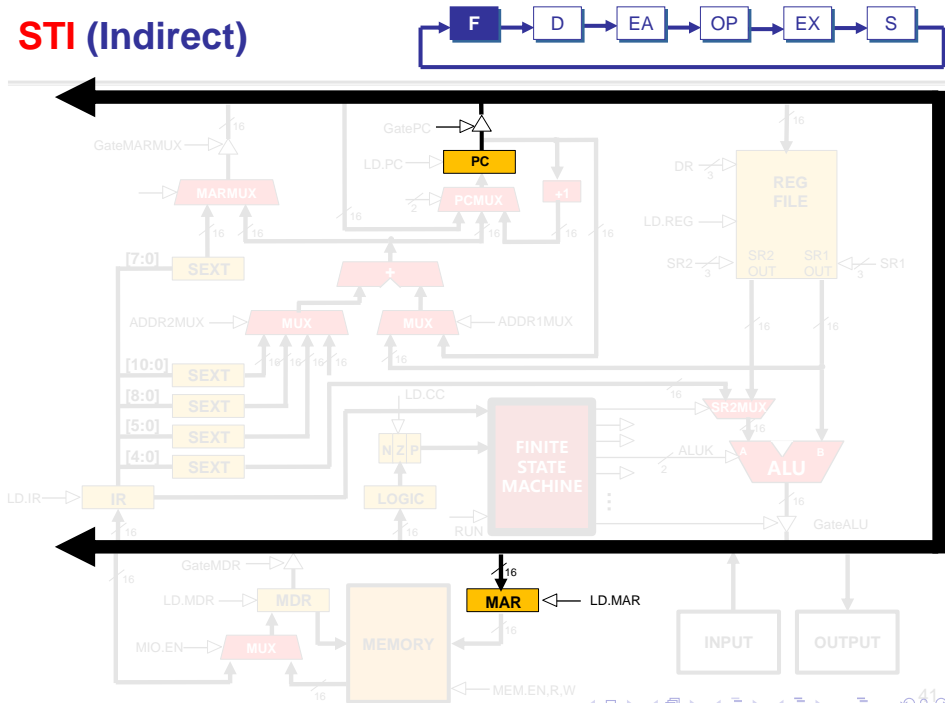 STI (Indirect)
F D EA OP EX S
16 16
GatePC
GateMARMUX
LD.PC PC DR 3
REG
FILE
MARMUX PCMUX +1
2
LD.REG
16 16 16 16 16 16
[7:0] SEXT
SR2 3 SR2 SR1 3 SR1
OUT OUT
+
ADDR2MUX MUX MUX ADDR1MUX
16 16
16 16 16 16 16
[10:0] SEXT
LD.CC 16
[8:0] SEXT
SR2MUX
[5:0] SEXT
16
N Z P FINITE
STATE
MACHINE
ALUK 2 A B
ALU
[4:0] SEXT
LD.IR IR LOGIC
16 16 RUN 16 GateALU
GateMDR 16
LD.MDR MDR MAR LD.MAR
16
MIO.EN MUX MEMORY INPUT OUTPUT
16 MEM.EN,R,W
41